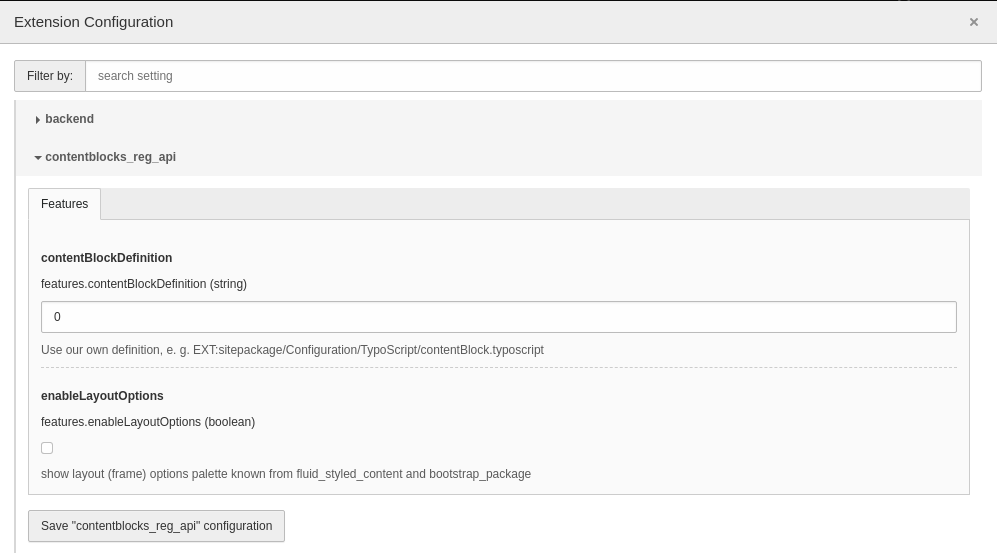 Extension Configuration
×
Filter by: search setting
backend
contentblocks_reg_api
Features
contentBlockDefinition
features.contentBlockDefinition (string)
0
Use our own definition, e. g. EXT:sitepackage/Configuration/TypoScript/contentBlock.typoscript
enableLayoutOptions
features.enableLayoutOptions (boolean)
show layout (frame) options palette known from fluid_styled_content and bootstrap_package
Save "contentblocks_reg_api" configuration